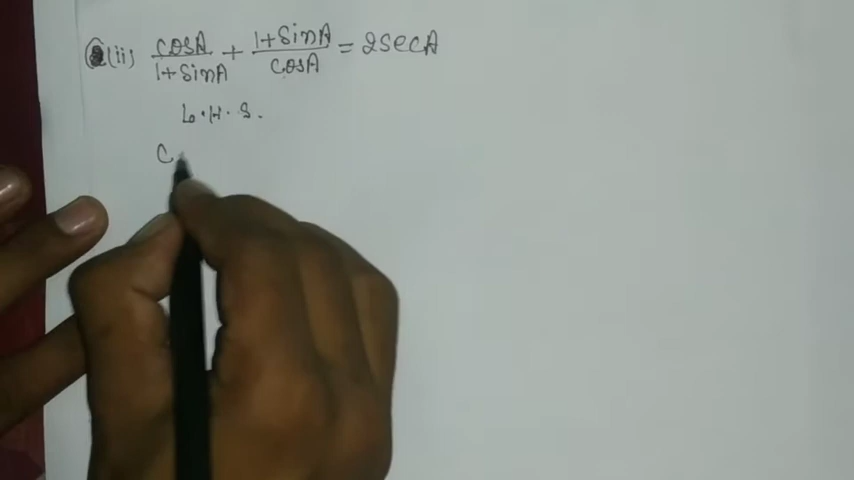 (ii) cosA/1+sinA + 1+sinA/cosA = 2secA
L.H.S.
C